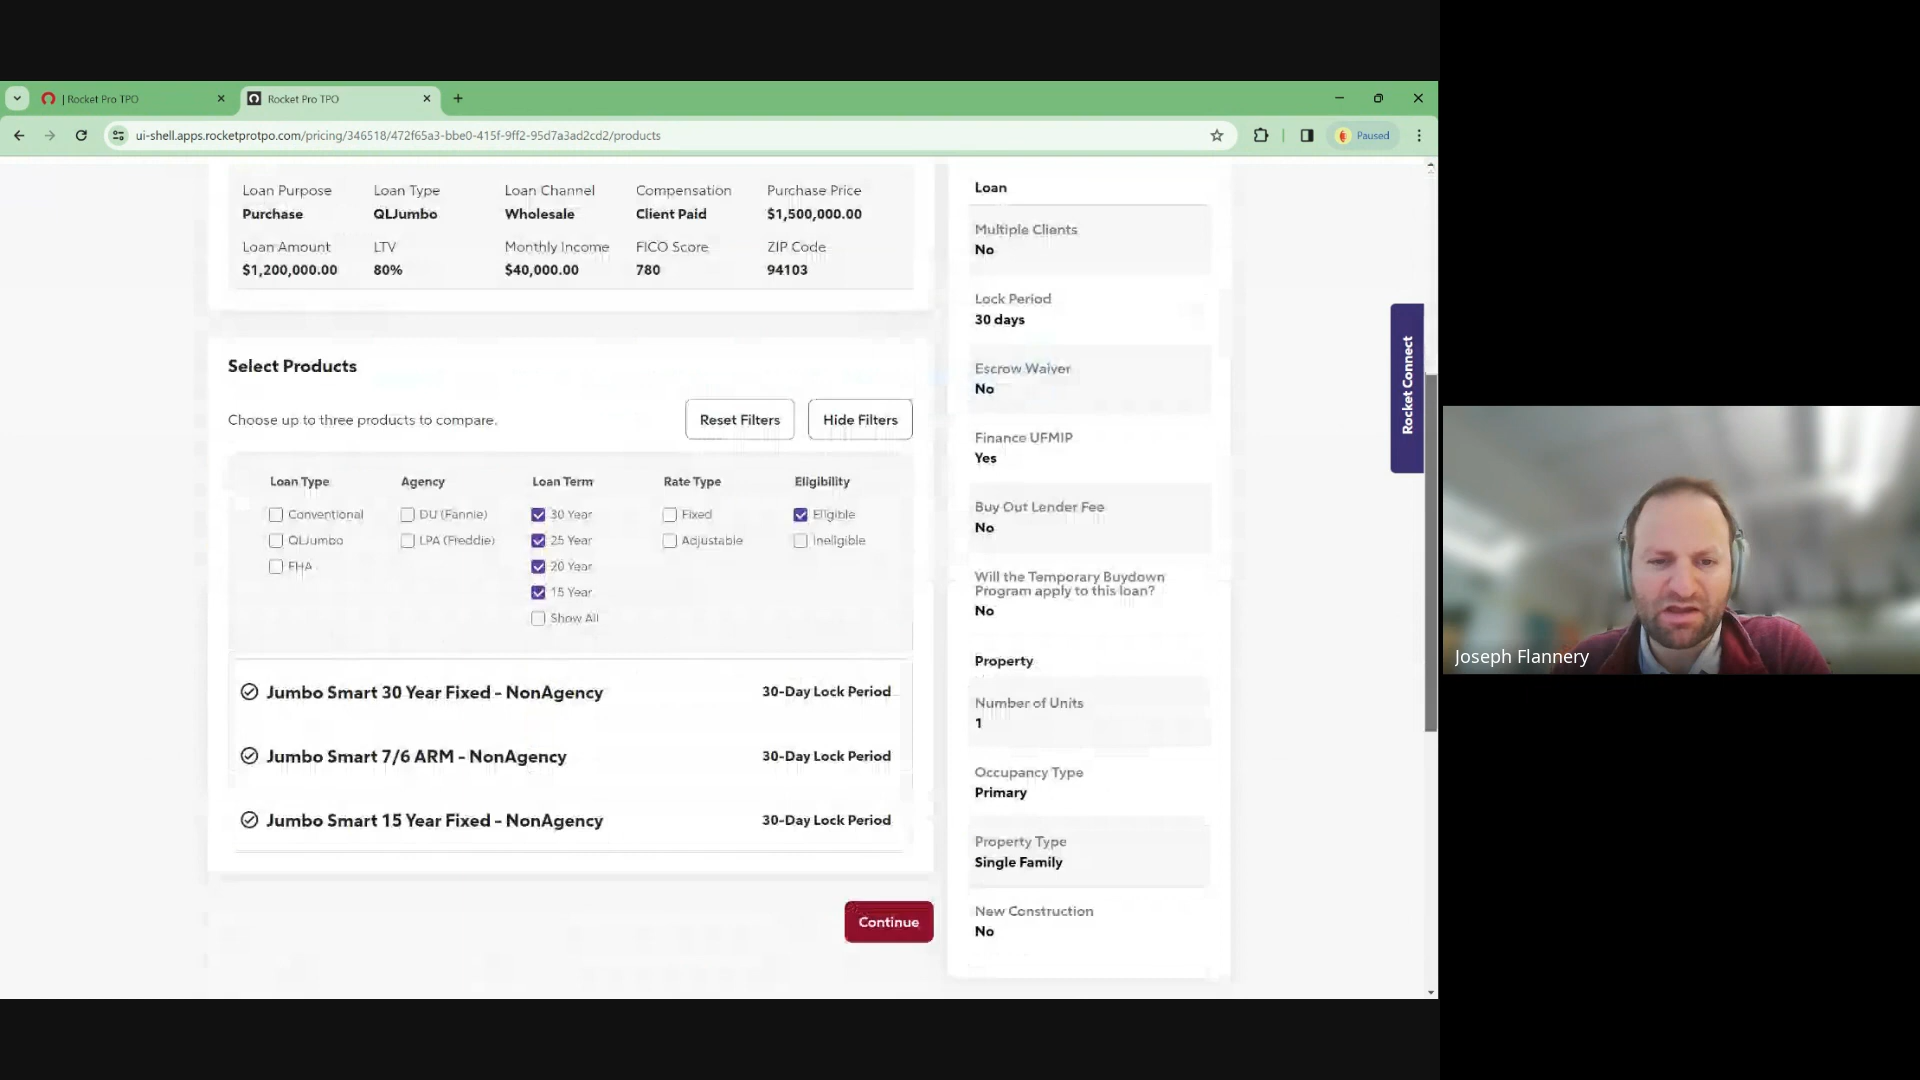 | Rocket Pro TPO
Rocket Pro TPO
ui-shell.apps.rocketprotpo.com/pricing/346518/472f65a3-bbe0-415f-9ff2-95d7a3ad2cd2/products
Paused
Loan Purpose Loan Type Loan Channel Compensation Purchase Price
Purchase QLJumbo Wholesale Client Paid $1,500,000.00
Loan Amount LTV Monthly Income FICO Score ZIP Code
$1,200,000.00 80% $40,000.00 780 94103
Select Products
Choose up to three products to compare.
Reset Filters
Hide Filters
Loan Type Agency Loan Term Rate Type Eligibility
Conventional DU (Fannie) 30 Year Fixed Eligible
QLJumbo LPA (Freddie) 25 Year Adjustable Ineligible
FHA 20 Year
15 Year
Show All
Jumbo Smart 30 Year Fixed - NonAgency 30-Day Lock Period
Jumbo Smart 7/6 ARM - NonAgency 30-Day Lock Period
Jumbo Smart 15 Year Fixed - NonAgency 30-Day Lock Period
Continue
Loan
Multiple Clients
No
Lock Period
30 days
Escrow Waiver
No
Finance UFMIP
Yes
Buy Out Lender Fee
No
Will the Temporary Buydown
Program apply to this loan?
No
Property
Number of Units
1
Occupancy Type
Primary
Property Type
Single Family
New Construction
No
Rocket Connect
Joseph Flannery